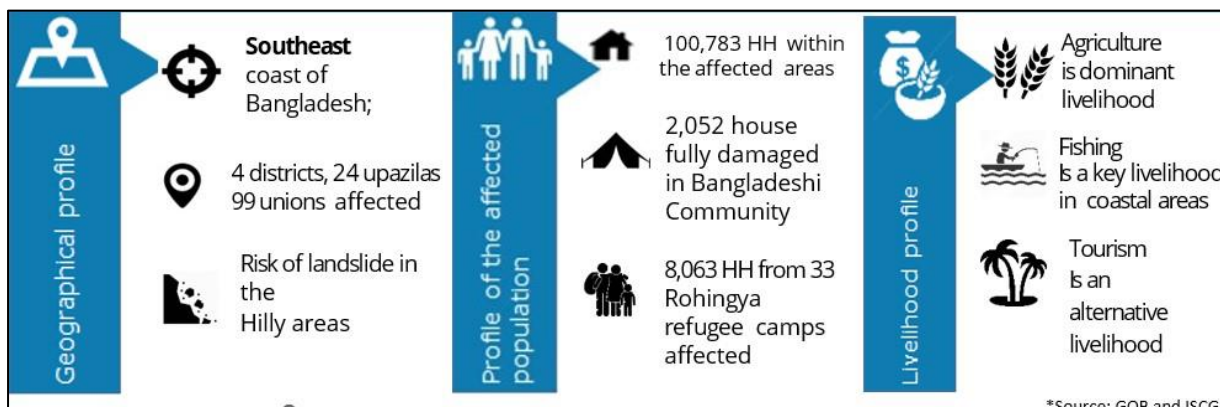 Geographical profile
Southeast
coast of
Bangladesh;
4 districts, 24 upazilas
99 unions affected
Risk of landslide in
the
Hilly areas
Profile of the affected
population
100,783 HH within
the affected areas
2,052 house
fully damaged
in Bangladeshi
Community
8,063 HH from 33
Rohingya
refugee camps
affected
Livelihood profile
Agriculture
is dominant
livelihood
Fishing
Is a key livelihood
in coastal areas
Tourism
Is an
alternative
livelihood
*Source: GOB and ISCG